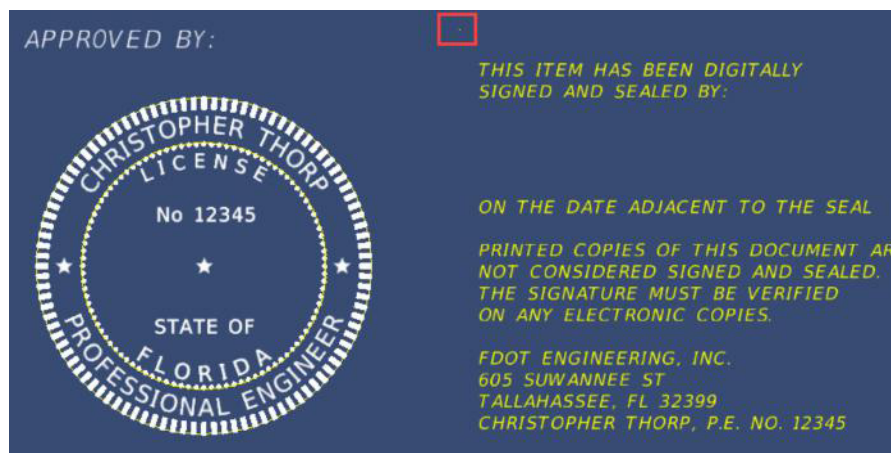 APPROVED BY:
CHRISTOPHER THORP
LICENSE
No 12345
STATE OF
FLORIDA
PROFESSIONAL ENGINEER
THIS ITEM HAS BEEN DIGITALLY
SIGNED AND SEALED BY:
ON THE DATE ADJACENT TO THE SEAL
PRINTED COPIES OF THIS DOCUMENT AR
NOT CONSIDERED SIGNED AND SEALED.
THE SIGNATURE MUST BE VERIFIED
ON ANY ELECTRONIC COPIES.
FDOT ENGINEERING, INC.
605 SUWANNEE ST
TALLAHASSEE, FL 32399
CHRISTOPHER THORP, P.E. NO. 12345